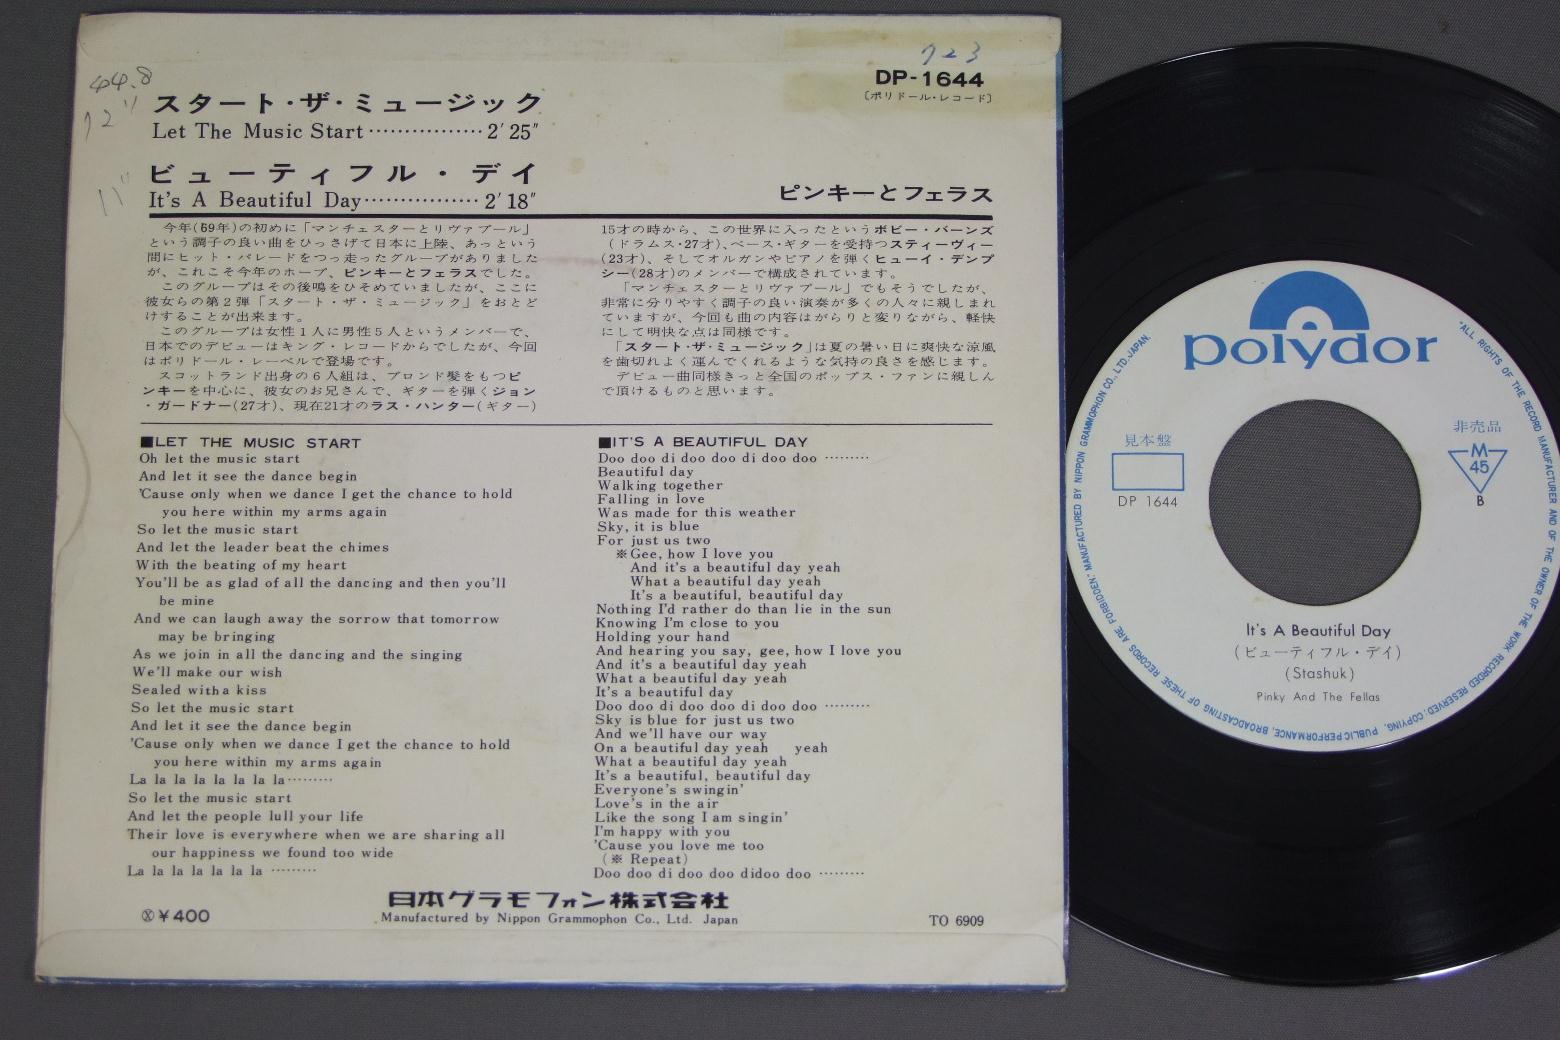 44.8
723
DP-1644
〔ポリドール・レコード〕
スタート・ザ・ミュージック
Let The Music Start ················ 2′25″
ビューティフル・デイ
It's A Beautiful Day ················ 2′18″
ピンキーとフェラス
今年(69年)の初めに「マンチェスターとリヴァプール」
という調子の良い曲をひっさげて日本に上陸、あっという
間にヒット・パレードをつっ走ったグループがありました
が、これこそ今年のホープ、ピンキーとフェラスでした。
このグループはその後鳴をひそめていましたが、ここに
彼女らの第2弾「スタート・ザ・ミュージック」をおとど
けすることが出来ます。
このグループは女性1人に男性5人というメンバーで、
日本でのデビューはキング・レコードからでしたが、今回
はポリドール・レーベルで登場です。
スコットランド出身の6人組は、ブロンド髪をもつピ
ンキーを中心に、彼女のお兄さんで、ギターを弾くジョン
・ガードナー(27才)、現在21才のラス・ハンター(ギター)
15才の時から、この世界に入ったというボビー・バーンズ
(ドラムス・27才)、ベース・ギターを受持つスティーヴィー
(23才)、そしてオルガンやピアノを弾くヒューイ・デンプ
シー(28才)のメンバーで構成されています。
「マンチェスターとリヴァプール」でもそうでしたが、
非常に分りやすく調子の良い演奏が多くの人々に親しまれ
ていますが、今回も曲の内容はがらりと変りながら、軽快
にして明快な点は同様です。
「スタート・ザ・ミュージック」は夏の暑い日に爽快な涼風
を歯切れよく運んでくれるような気持の良さを感じます。
デビュー曲同様きっと全国のポップス・ファンに親しん
で頂けるものと思います。
■LET THE MUSIC START
Oh let the music start
And let it see the dance begin
'Cause only when we dance I get the chance to hold
you here within my arms again
So let the music start
And let the leader beat the chimes
With the beating of my heart
You'll be as glad of all the dancing and then you'll
be mine
And we can laugh away the sorrow that tomorrow
may be bringing
As we join in all the dancing and the singing
We'll make our wish
Sealed with a kiss
So let the music start
And let it see the dance begin
'Cause only when we dance I get the chance to hold
you here within my arms again
La la la la la la la la ·········
So let the music start
And let the people lull your life
Their love is everywhere when we are sharing all
our happiness we found too wide
La la la la la la la ·········
■IT'S A BEAUTIFUL DAY
Doo doo di doo doo di doo doo ·········
Beautiful day
Walking together
Falling in love
Was made for this weather
Sky, it is blue
For just us two
※Gee, how I love you
And it's a beautiful day yeah
What a beautiful day yeah
It's a beautiful, beautiful day
Nothing I'd rather do than lie in the sun
Knowing I'm close to you
Holding your hand
And hearing you say, gee, how I love you
And it's a beautiful day yeah
What a beautiful day yeah
It's a beautiful day
Doo doo di doo doo di doo doo ·········
Sky is blue for just us two
And we'll have our way
On a beautiful day yeah yeah
What a beautiful day yeah
It's a beautiful, beautiful day
Everyone's swingin'
Love's in the air
Like the song I am singin'
I'm happy with you
'Cause you love me too
(※ Repeat)
Doo doo di doo doo didoo doo ·········
Ⓧ￥400
日本グラモフォン株式会社
Manufactured by Nippon Grammophon Co., Ltd. Japan
TO 6909
polydor
見本盤
DP 1644
非売品
M
45
B
It's A Beautiful Day
(ビューティフル・デイ)
(Stashuk)
Pinky And The Fellas
"ALL RIGHTS OF THE RECORD MANUFACTURER AND OF THE OWNER OF THE WORK RECORDED RESERVED. COPYING, PUBLIC PERFORMANCE, BROADCASTING OF THESE RECORDS ARE FORBIDDEN." MANUFACTURED BY NIPPON GRAMMOPHON CO., LTD. JAPAN.